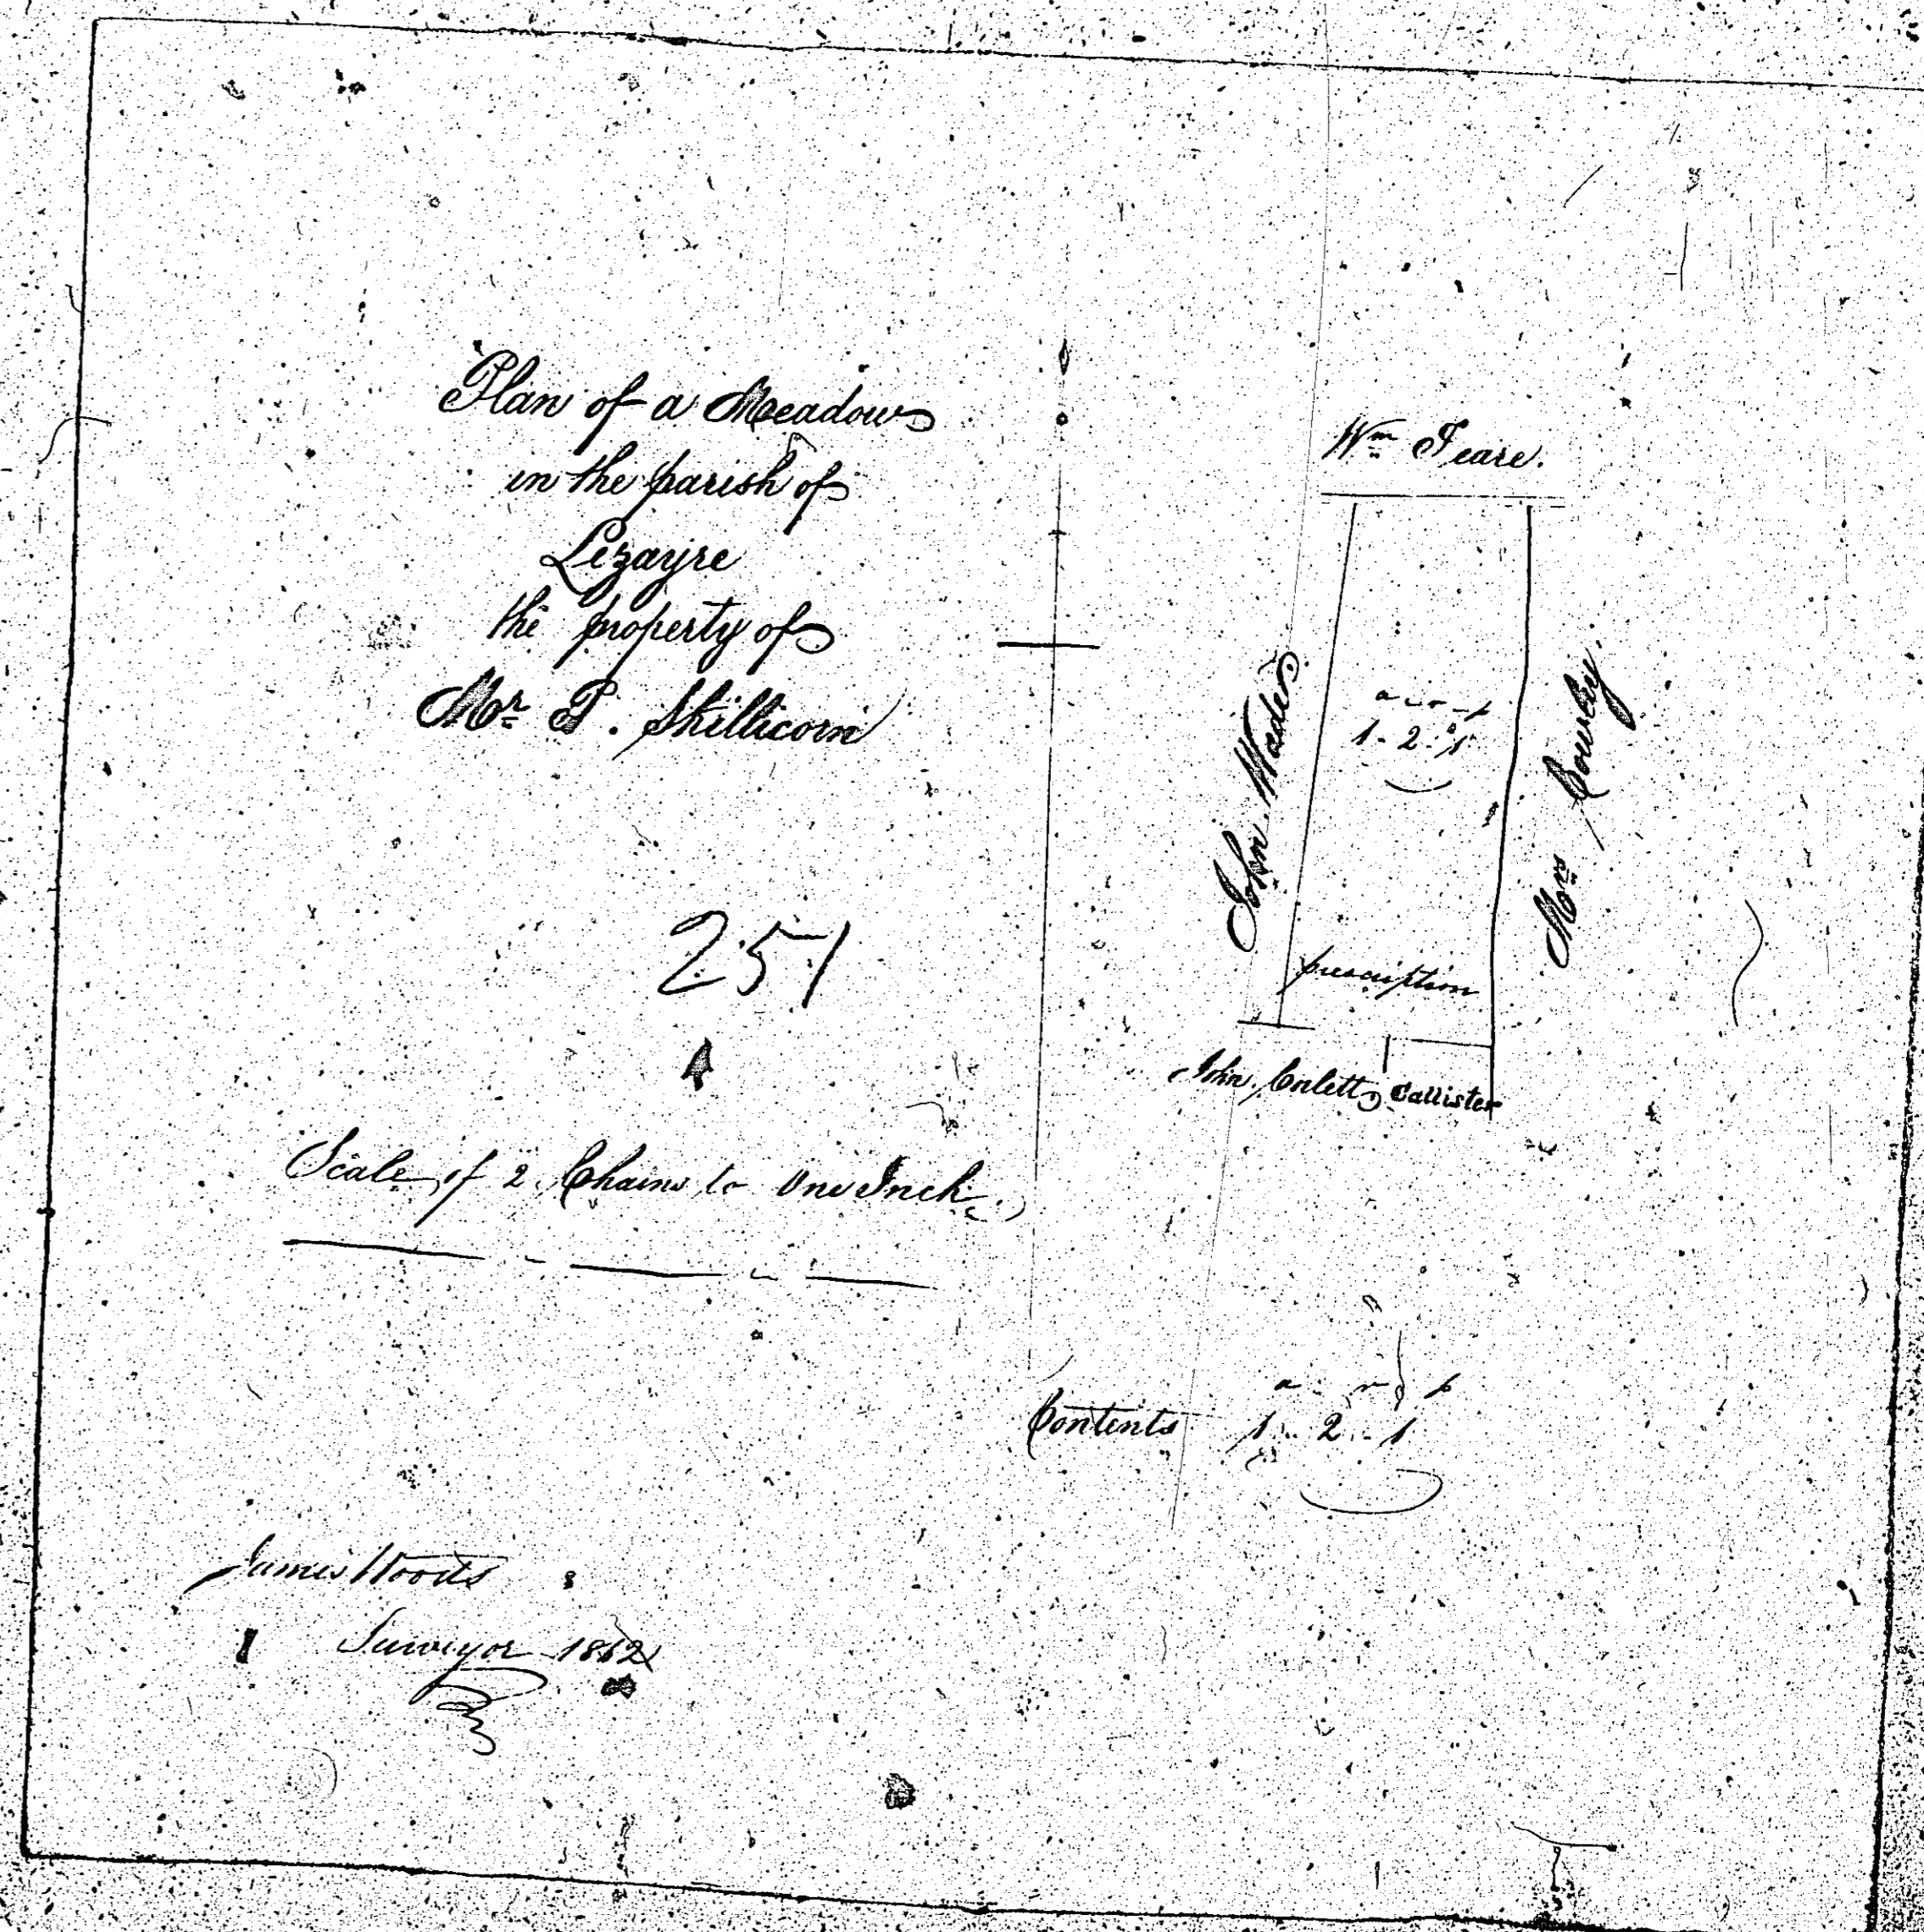 Plan of a Meadow
in the parish of
Lezayre
the property of
Mr P. Skillicorn
251
Scale of 2 Chains to One Inch
Wm Teare.
John Wade
a - r - p
1 - 2 - 1
Mrs Cowley.
prescription
John Corlett Callister
a - r - p
Contents 1 - 2 - 1
James Woods
Surveyor 1862